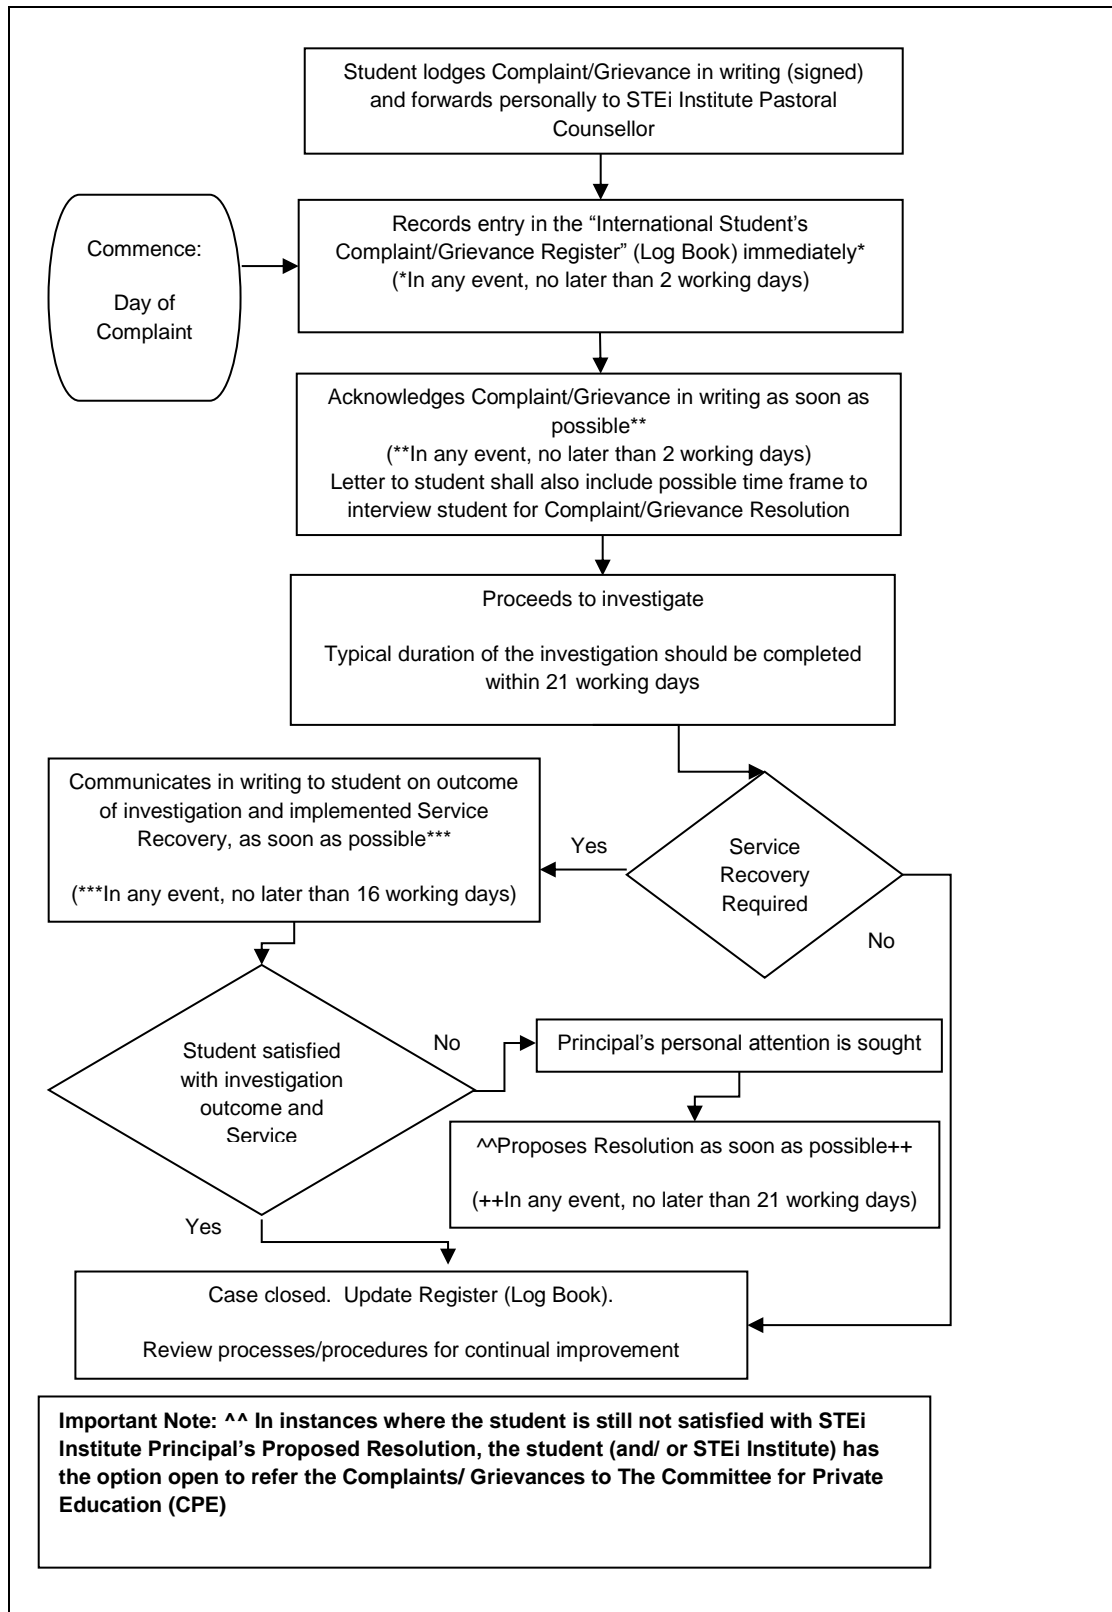 Student lodges Complaint/Grievance in writing (signed)
and forwards personally to STEi Institute Pastoral
Counsellor
Commence:
Day of
Complaint
Records entry in the “International Student’s
Complaint/Grievance Register” (Log Book) immediately*
(*In any event, no later than 2 working days)
Acknowledges Complaint/Grievance in writing as soon as
possible**
(**In any event, no later than 2 working days)
Letter to student shall also include possible time frame to
interview student for Complaint/Grievance Resolution
Proceeds to investigate
Typical duration of the investigation should be completed
within 21 working days
Communicates in writing to student on outcome
of investigation and implemented Service
Recovery, as soon as possible***
(***In any event, no later than 16 working days)
Yes
Service
Recovery
Required
No
Student satisfied
with investigation
outcome and
Service
No
Principal’s personal attention is sought
^^Proposes Resolution as soon as possible++
(++In any event, no later than 21 working days)
Yes
Case closed.  Update Register (Log Book).
Review processes/procedures for continual improvement
Important Note: ^^ In instances where the student is still not satisfied with STEi
Institute Principal’s Proposed Resolution, the student (and/ or STEi Institute) has
the option open to refer the Complaints/ Grievances to The Committee for Private
Education (CPE)